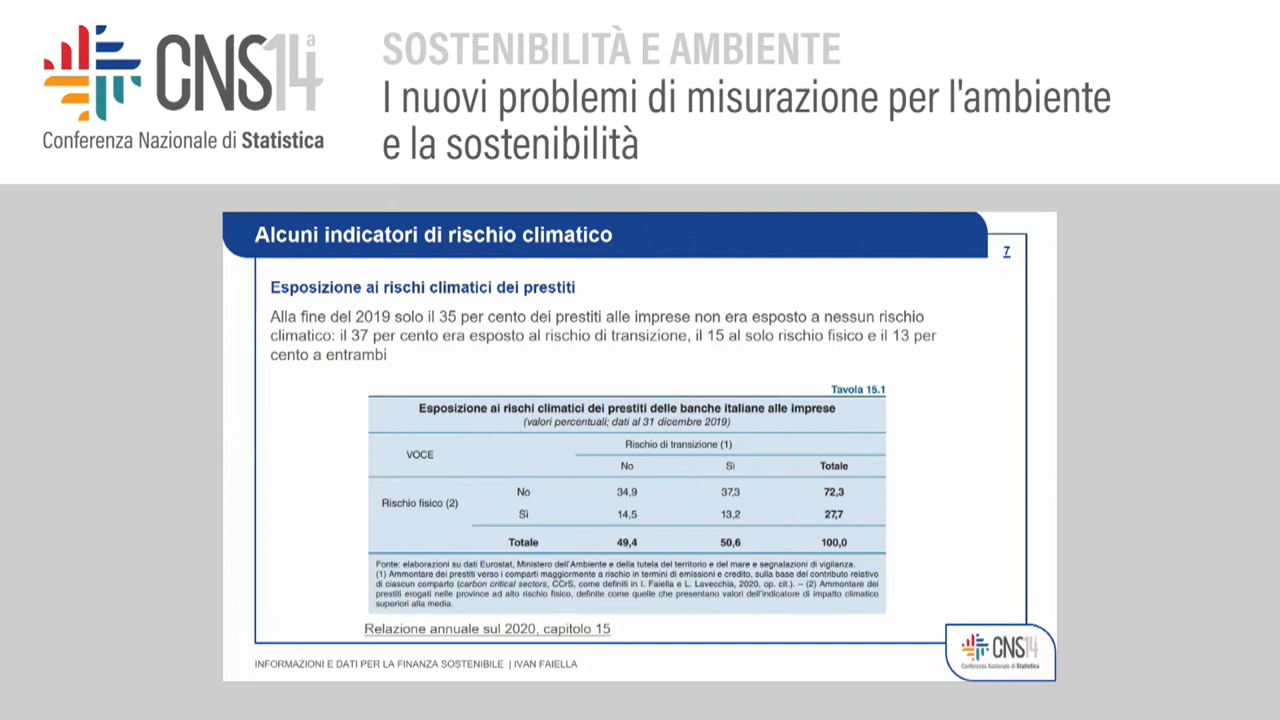 CNS14a
Conferenza Nazionale di Statistica
SOSTENIBILITÀ E AMBIENTE
I nuovi problemi di misurazione per l'ambiente
e la sostenibilità
Alcuni indicatori di rischio climatico
7
Esposizione ai rischi climatici dei prestiti
Alla fine del 2019 solo il 35 per cento dei prestiti alle imprese non era esposto a nessun rischio
climatico: il 37 per cento era esposto al rischio di transizione, il 15 al solo rischio fisico e il 13 per
cento a entrambi
Tavola 15.1
Esposizione ai rischi climatici dei prestiti delle banche italiane alle imprese
(valori percentuali; dati al 31 dicembre 2019)
VOCE
Rischio di transizione (1)
No Sì Totale
Rischio fisico (2)
No 34,9 37,3 72,3
Sì 14,5 13,2 27,7
Totale 49,4 50,6 100,0
Fonte: elaborazioni su dati Eurostat, Ministero dell'Ambiente e della tutela del territorio e del mare e segnalazioni di vigilanza.
(1) Ammontare dei prestiti verso i comparti maggiormente a rischio in termini di emissioni e credito, sulla base del contributo relativo
di ciascun comparto (carbon critical sectors, CCrS, come definiti in I. Faiella e L. Lavecchia, 2020, op. cit.). – (2) Ammontare dei
prestiti erogati nelle province ad alto rischio fisico, definite come quelle che presentano valori dell'indicatore di impatto climatico
superiori alla media.
Relazione annuale sul 2020, capitolo 15
INFORMAZIONI E DATI PER LA FINANZA SOSTENIBILE | IVAN FAIELLA
CNS14
Conferenza Nazionale di Statistica